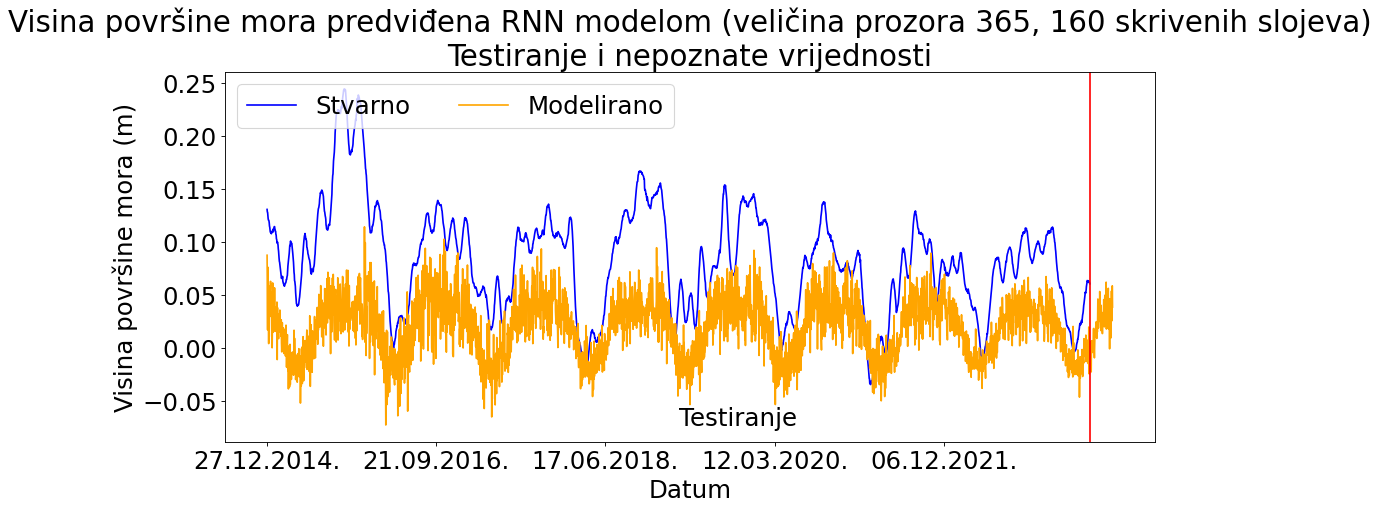 Visina površine mora predviđena RNN modelom (veličina prozora 365, 160 skrivenih slojeva)
Testiranje i nepoznate vrijednosti
Stvarno
Modelirano
Visina površine mora (m)
0.25
0.20
0.15
0.10
0.05
0.00
−0.05
Testiranje
27.12.2014. 21.09.2016. 17.06.2018. 12.03.2020. 06.12.2021.
Datum